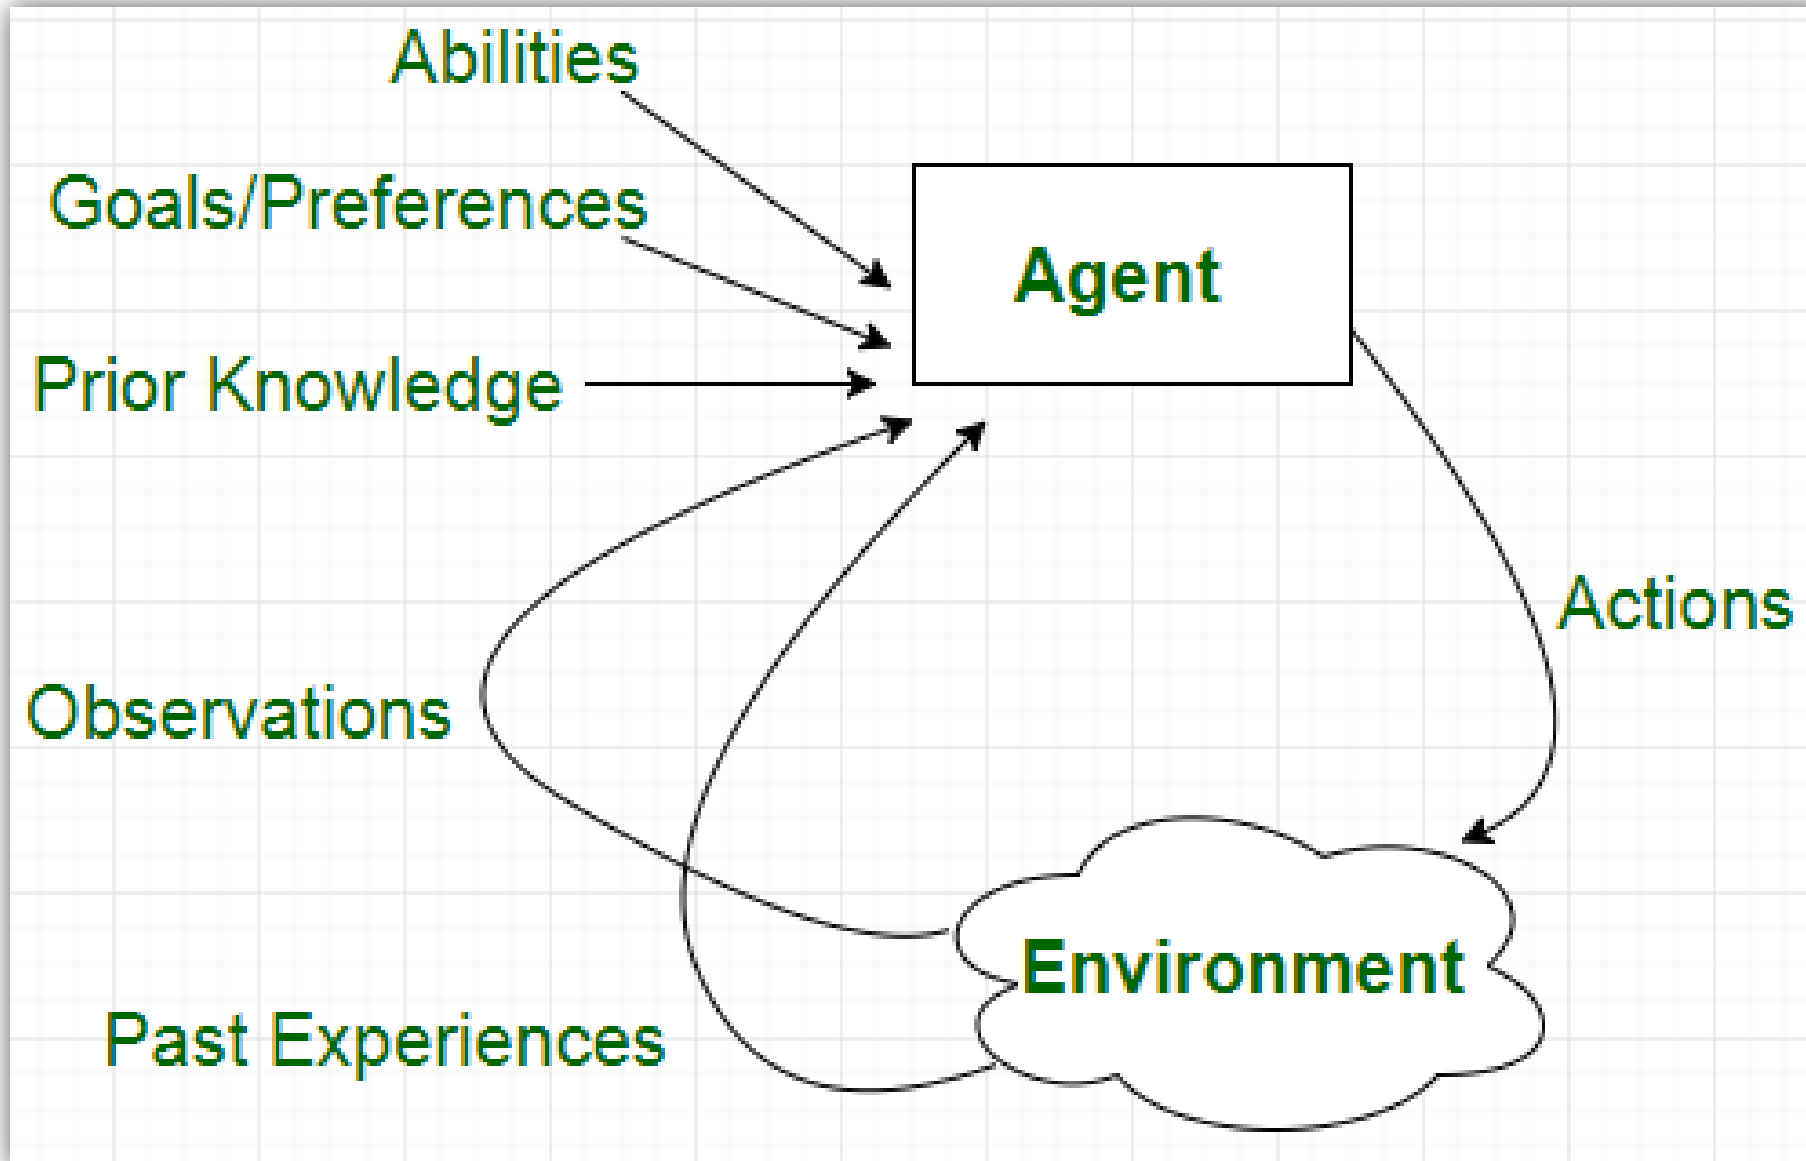 Abilities
Goals/Preferences
Agent
Prior Knowledge
Actions
Observations
Environment
Past Experiences